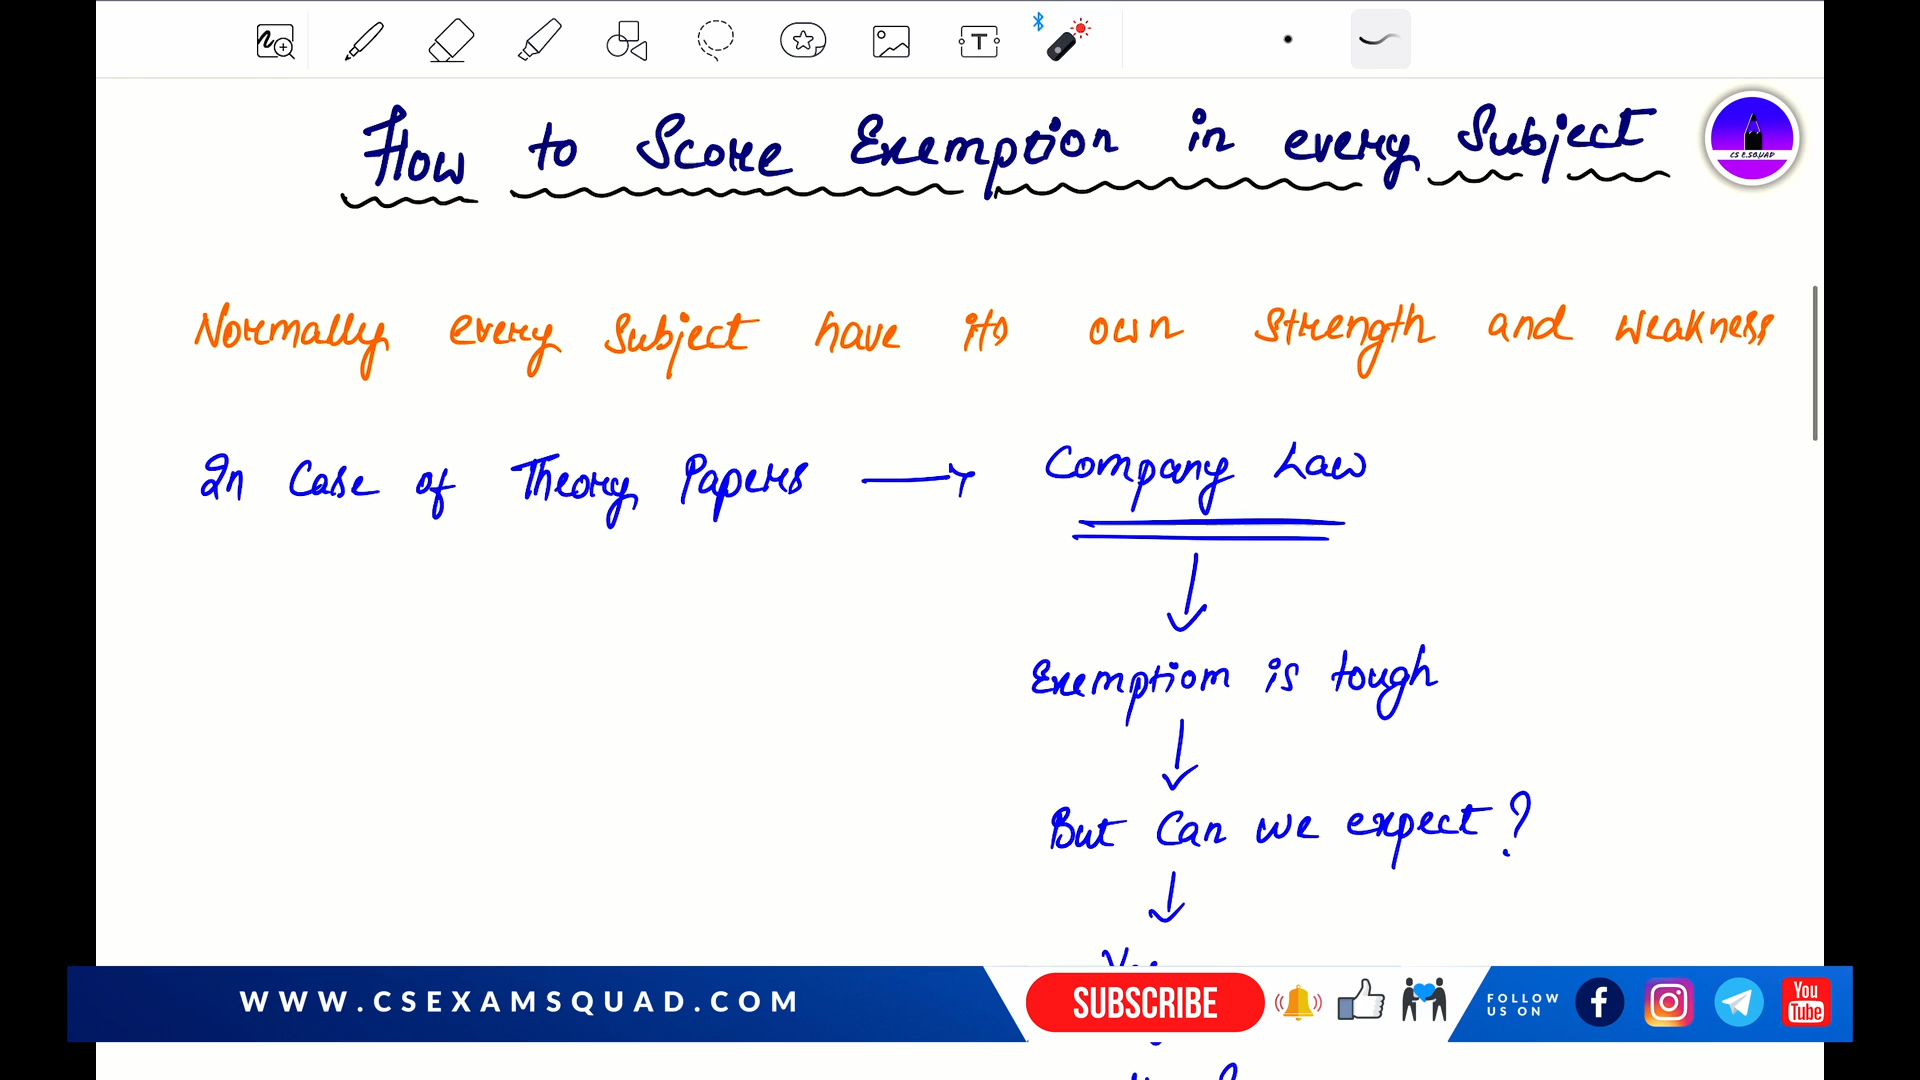 T
How to Score Exemption in every Subject
CS E.SQUAD
Normally every Subject have its own Strength and weakness
In Case of Theory Papers → Company Law
Exemption is tough
But Can we expect?
WWW.CSEXAMSQUAD.COM
SUBSCRIBE
FOLLOW
US ON
You
Tube